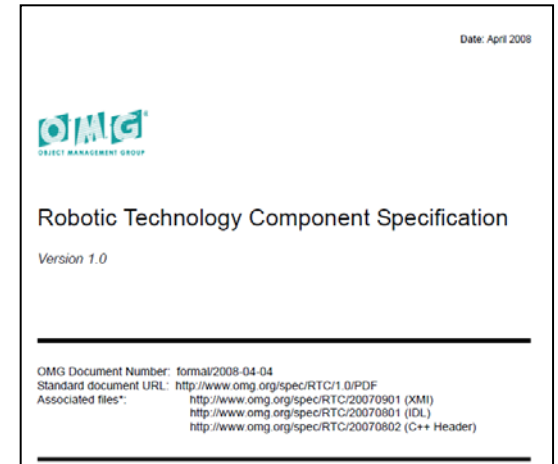 Date: April 2008
OMG®
OBJECT MANAGEMENT GROUP
Robotic Technology Component Specification
Version 1.0
OMG Document Number: formal/2008-04-04
Standard document URL: http://www.omg.org/spec/RTC/1.0/PDF
Associated files*: http://www.omg.org/spec/RTC/20070901 (XMI)
http://www.omg.org/spec/RTC/20070801 (IDL)
http://www.omg.org/spec/RTC/20070802 (C++ Header)